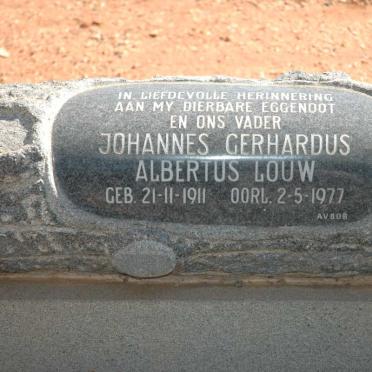 IN LIEFDEVOLLE HERINNERING
AAN MY DIERBARE EGGENOOT
EN ONS VADER
JOHANNES GERHARDUS
ALBERTUS LOUW
GEB. 21-11-1911 OORL. 2-5-1977
AV808